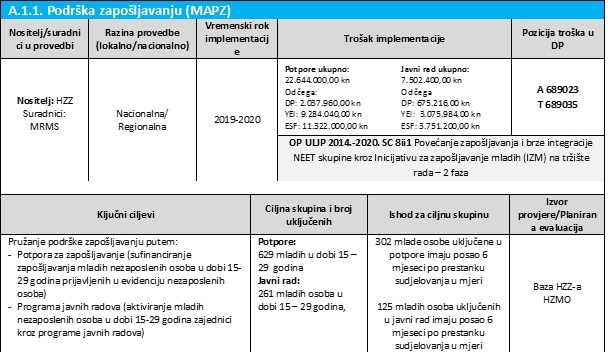 A.1.1. Podrška zapošljavanju (MAPZ)
Nositelj/suradni
ci u provedbi
Razina provedbe
(lokalno/nacionalno)
Vremenski rok
implementacij
e
Trošak implementacije
Pozicija troška u
DP
Nositelj: HZZ
Suradnici:
MRMS
Nacionalna/
Regionalna
2019-2020
Potpore ukupno:
22.644.000,00 kn
Odčega:
DP: 2.037.960,00 kn
YEI: 9.284.040,00 kn
ESF: 11.322.000,00 kn
Javni rad ukupno:
7.502.400,00 kn
Odčega
DP: 675.216,00 kn
YEI: 3.075.984,00 kn
ESF: 3.751.200,00 kn
A 689023
T 689035
OP ULJP 2014.-2020. SC 8ii1 Povećanje zapošljavanja i brze integracije
NEET skupine kroz Inicijativu za zapošljavanje mladih (IZM) na tržište
rada – 2 faza
Ključni ciljevi
Ciljna skupina i broj
uključenih
Ishod za ciljnu skupinu
Izvor
provjere/Planiran
a evaluacija
Pružanje podrške zapošljavanju putem:
- Potpora za zapošljavanje (sufinanciranje
zapošljavanja mladih nezaposlenih osoba u dobi 15-
29 godina prijavljenih u evidenciju nezaposlenih
osoba)
- Programa javnih radova (aktiviranje mladih
nezaposlenih osoba u dobi 15-29 godina zajednici
kroz programe javnih radova)
Potpore:
629 mladih u dobi 15 –
29 godina
Javni rad:
261 mladih osoba u
dobi 15 – 29 godina,
302 mlade osobe uključene u
potpore imaju posao 6
mjeseci po prestanku
sudjelovanja u mjeri
125 mladih osoba uključenih
u javni rad imaju posao 6
mjeseci po prestanku
sudjelovanja u mjeri
Baza HZZ-a
HZMO